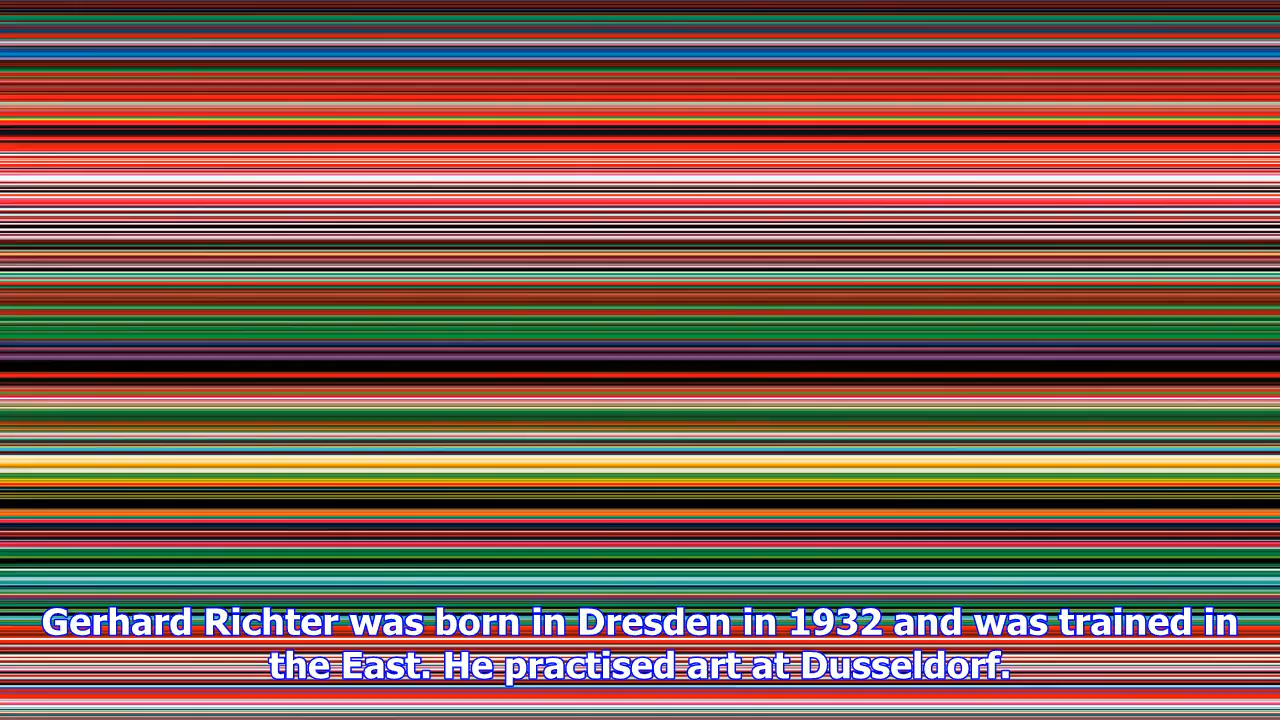 Gerhard Richter was born in Dresden in 1932 and was trained in
the East. He practised art at Dusseldorf.